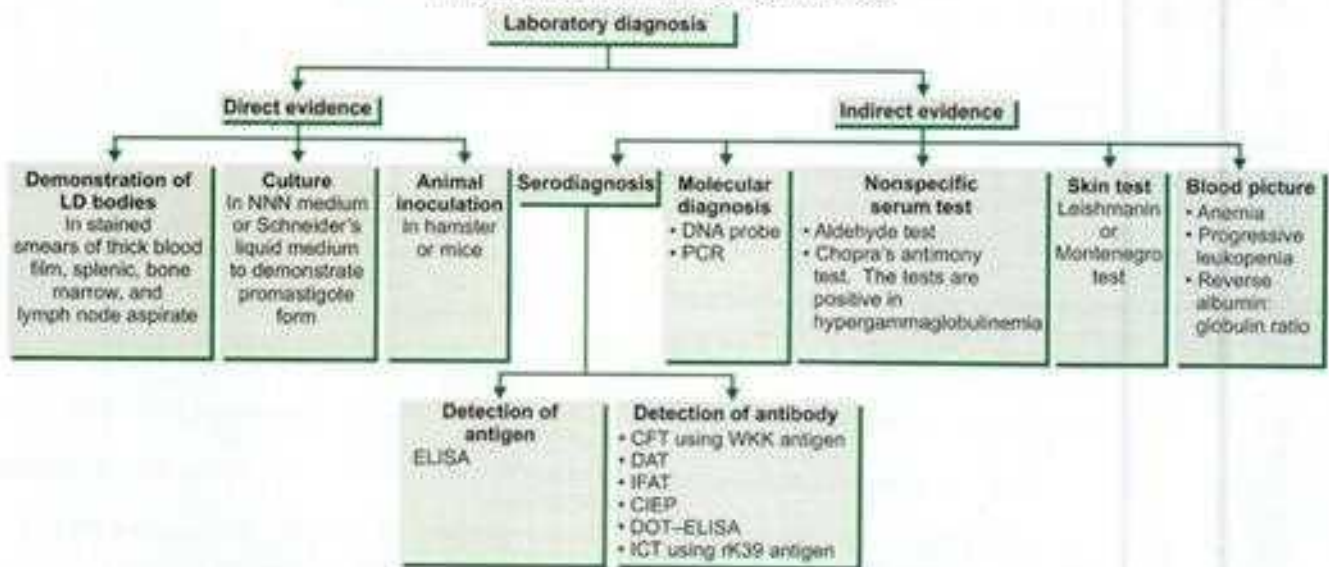 Laboratory diagnosis
Direct evidence
Indirect evidence
Demonstration of
LD bodies
In stained
smears of thick blood
film, splenic, bone
marrow, and
lymph node aspirate
Culture
In NNN medium
or Schneider's
liquid medium
to demonstrate
promastigote
form
Animal
inoculation
In hamster
or mice
Serodiagnosis
Molecular
diagnosis
• DNA probe
• PCR
Nonspecific
serum test
• Aldehyde test
• Chopra's antimony
test. The tests are
positive in
hypergammaglobulinemia
Skin test
Leishmanin
or
Montenegro
test
Blood picture
• Anemia
• Progressive
leukopenia
• Reverse
albumin:
globulin ratio
Detection of
antigen
ELISA
Detection of antibody
• CFT using WKK antigen
• DAT
• IFAT
• CIEP
• DOT–ELISA
• ICT using rK39 antigen